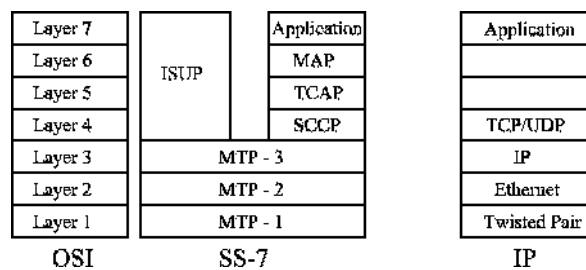 Layer 7
Layer 6
Layer 5
Layer 4
Layer 3
Layer 2
Layer 1
OSI
ISUP
Application
MAP
TCAP
SCCP
MTP - 3
MTP - 2
MTP - 1
SS-7
Application
TCP/UDP
IP
Ethernet
Twisted Pair
IP